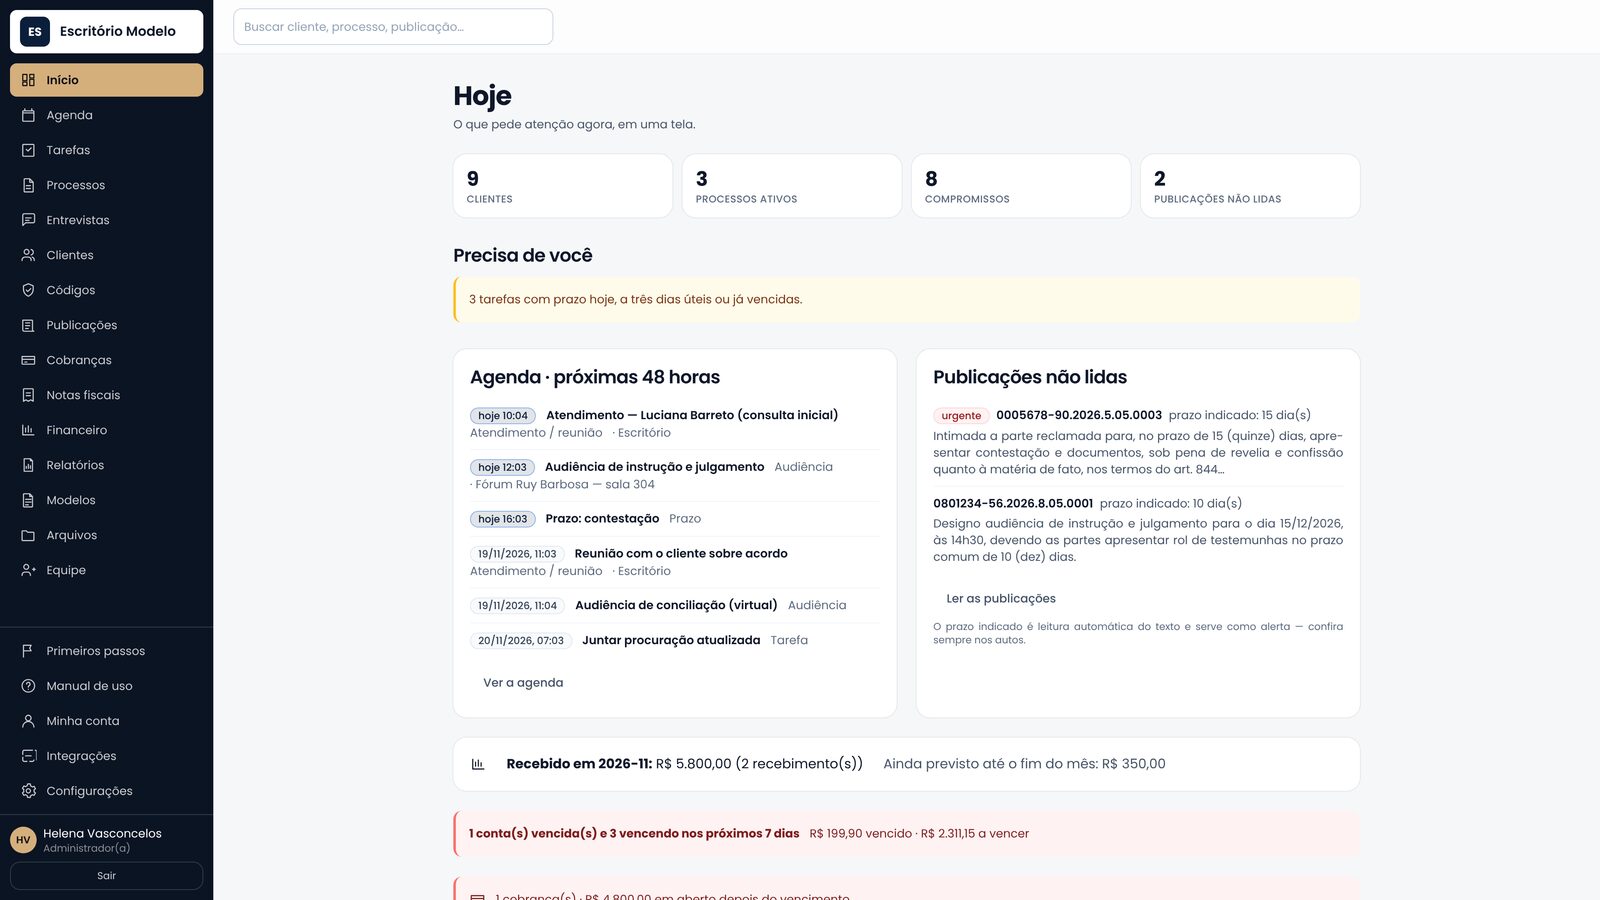 ES Escritório Modelo
Início
Agenda
Tarefas
Processos
Entrevistas
Clientes
Códigos
Publicações
Cobranças
Notas fiscais
Financeiro
Relatórios
Modelos
Arquivos
Equipe
Primeiros passos
Manual de uso
Minha conta
Integrações
Configurações
HV Helena Vasconcelos
Administrador(a)
Sair
Buscar cliente, processo, publicação...
Hoje
O que pede atenção agora, em uma tela.
9
CLIENTES
3
PROCESSOS ATIVOS
8
COMPROMISSOS
2
PUBLICAÇÕES NÃO LIDAS
Precisa de você
3 tarefas com prazo hoje, a três dias úteis ou já vencidas.
Agenda · próximas 48 horas
hoje 10:04 Atendimento — Luciana Barreto (consulta inicial)
Atendimento / reunião · Escritório
hoje 12:03 Audiência de instrução e julgamento Audiência
· Fórum Ruy Barbosa — sala 304
hoje 16:03 Prazo: contestação Prazo
19/11/2026, 11:03 Reunião com o cliente sobre acordo
Atendimento / reunião · Escritório
19/11/2026, 11:04 Audiência de conciliação (virtual) Audiência
20/11/2026, 07:03 Juntar procuração atualizada Tarefa
Ver a agenda
Publicações não lidas
urgente 0005678-90.2026.5.05.0003 prazo indicado: 15 dia(s)
Intimada a parte reclamada para, no prazo de 15 (quinze) dias, apre-
sentar contestação e documentos, sob pena de revelia e confissão
quanto à matéria de fato, nos termos do art. 844...
0801234-56.2026.8.05.0001 prazo indicado: 10 dia(s)
Designo audiência de instrução e julgamento para o dia 15/12/2026,
às 14h30, devendo as partes apresentar rol de testemunhas no prazo
comum de 10 (dez) dias.
Ler as publicações
O prazo indicado é leitura automática do texto e serve como alerta — confira
sempre nos autos.
Recebido em 2026-11: R$ 5.800,00 (2 recebimento(s)) Ainda previsto até o fim do mês: R$ 350,00
1 conta(s) vencida(s) e 3 vencendo nos próximos 7 dias R$ 199,90 vencido · R$ 2.311,15 a vencer
1 cobrança(s) · R$ 4.800,00 em aberto depois do vencimento